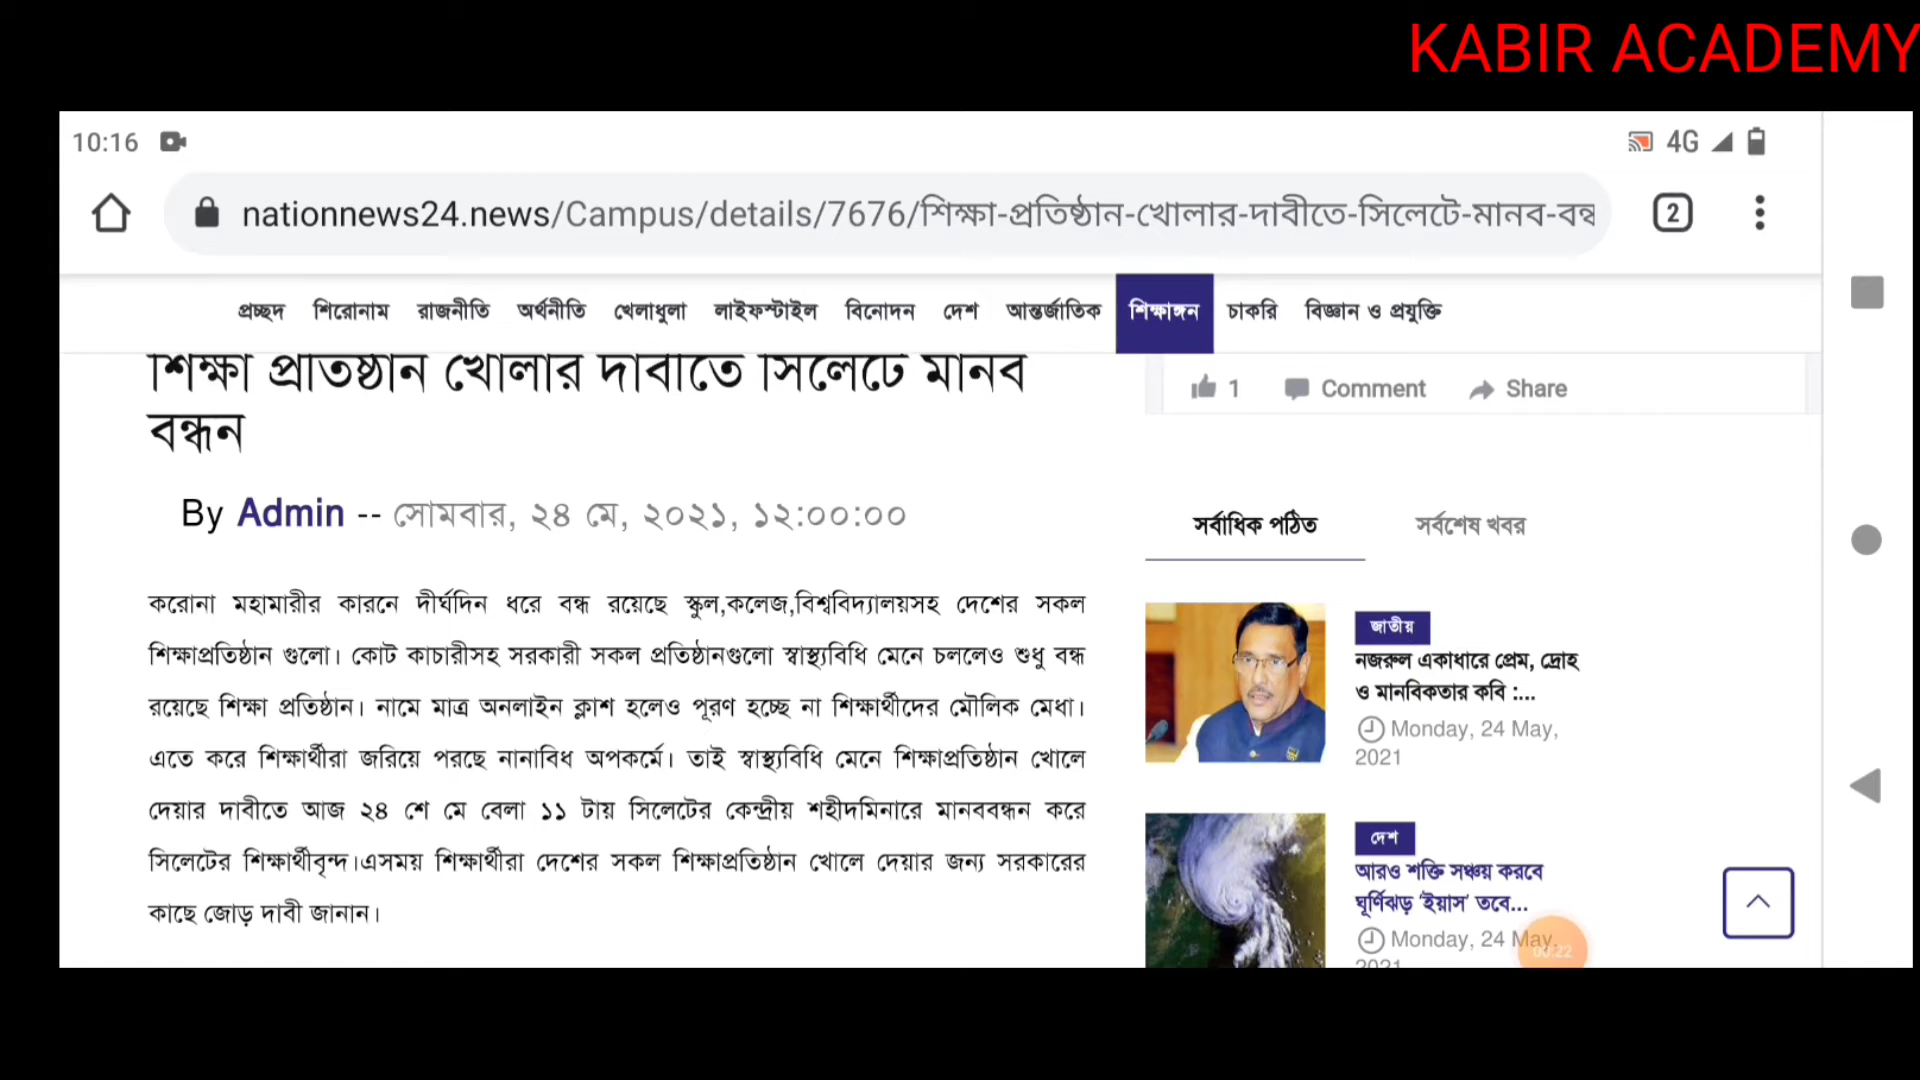 KABIR ACADEMY
10:16
4G
nationnews24.news/Campus/details/7676/শিক্ষা-প্রতিষ্ঠান-খোলার-দাবীতে-সিলেটে-মানব-বন্ধ
2
প্রচ্ছদ শিরোনাম রাজনীতি অর্থনীতি খেলাধুলা লাইফস্টাইল বিনোদন দেশ আন্তর্জাতিক শিক্ষাঙ্গন চাকরি বিজ্ঞান ও প্রযুক্তি
শিক্ষা প্রতিষ্ঠান খোলার দাবীতে সিলেটে মানব
বন্ধন
By Admin -- সোমবার, ২৪ মে, ২০২১, ১২:০০:০০
করোনা মহামারীর কারনে দীর্ঘদিন ধরে বন্ধ রয়েছে স্কুল,কলেজ,বিশ্ববিদ্যালয়সহ দেশের সকল
শিক্ষাপ্রতিষ্ঠান গুলো। কোট কাচারীসহ সরকারী সকল প্রতিষ্ঠানগুলো স্বাস্থ্যবিধি মেনে চললেও শুধু বন্ধ
রয়েছে শিক্ষা প্রতিষ্ঠান। নামে মাত্র অনলাইন ক্লাশ হলেও পূরণ হচ্ছে না শিক্ষার্থীদের মৌলিক মেধা।
এতে করে শিক্ষার্থীরা জরিয়ে পরছে নানাবিধ অপকর্মে। তাই স্বাস্থ্যবিধি মেনে শিক্ষাপ্রতিষ্ঠান খোলে
দেয়ার দাবীতে আজ ২৪ শে মে বেলা ১১ টায় সিলেটের কেন্দ্রীয় শহীদমিনারে মানববন্ধন করে
সিলেটের শিক্ষার্থীবৃন্দ।এসময় শিক্ষার্থীরা দেশের সকল শিক্ষাপ্রতিষ্ঠান খোলে দেয়ার জন্য সরকারের
কাছে জোড় দাবী জানান।
1 Comment Share
সর্বাধিক পঠিত সর্বশেষ খবর
জাতীয়
নজরুল একাধারে প্রেম, দ্রোহ
ও মানবিকতার কবি :...
Monday, 24 May,
2021
দেশ
আরও শক্তি সঞ্চয় করবে
ঘূর্ণিঝড় ‘ইয়াস’ তবে...
Monday, 24 May,
2021
00:22